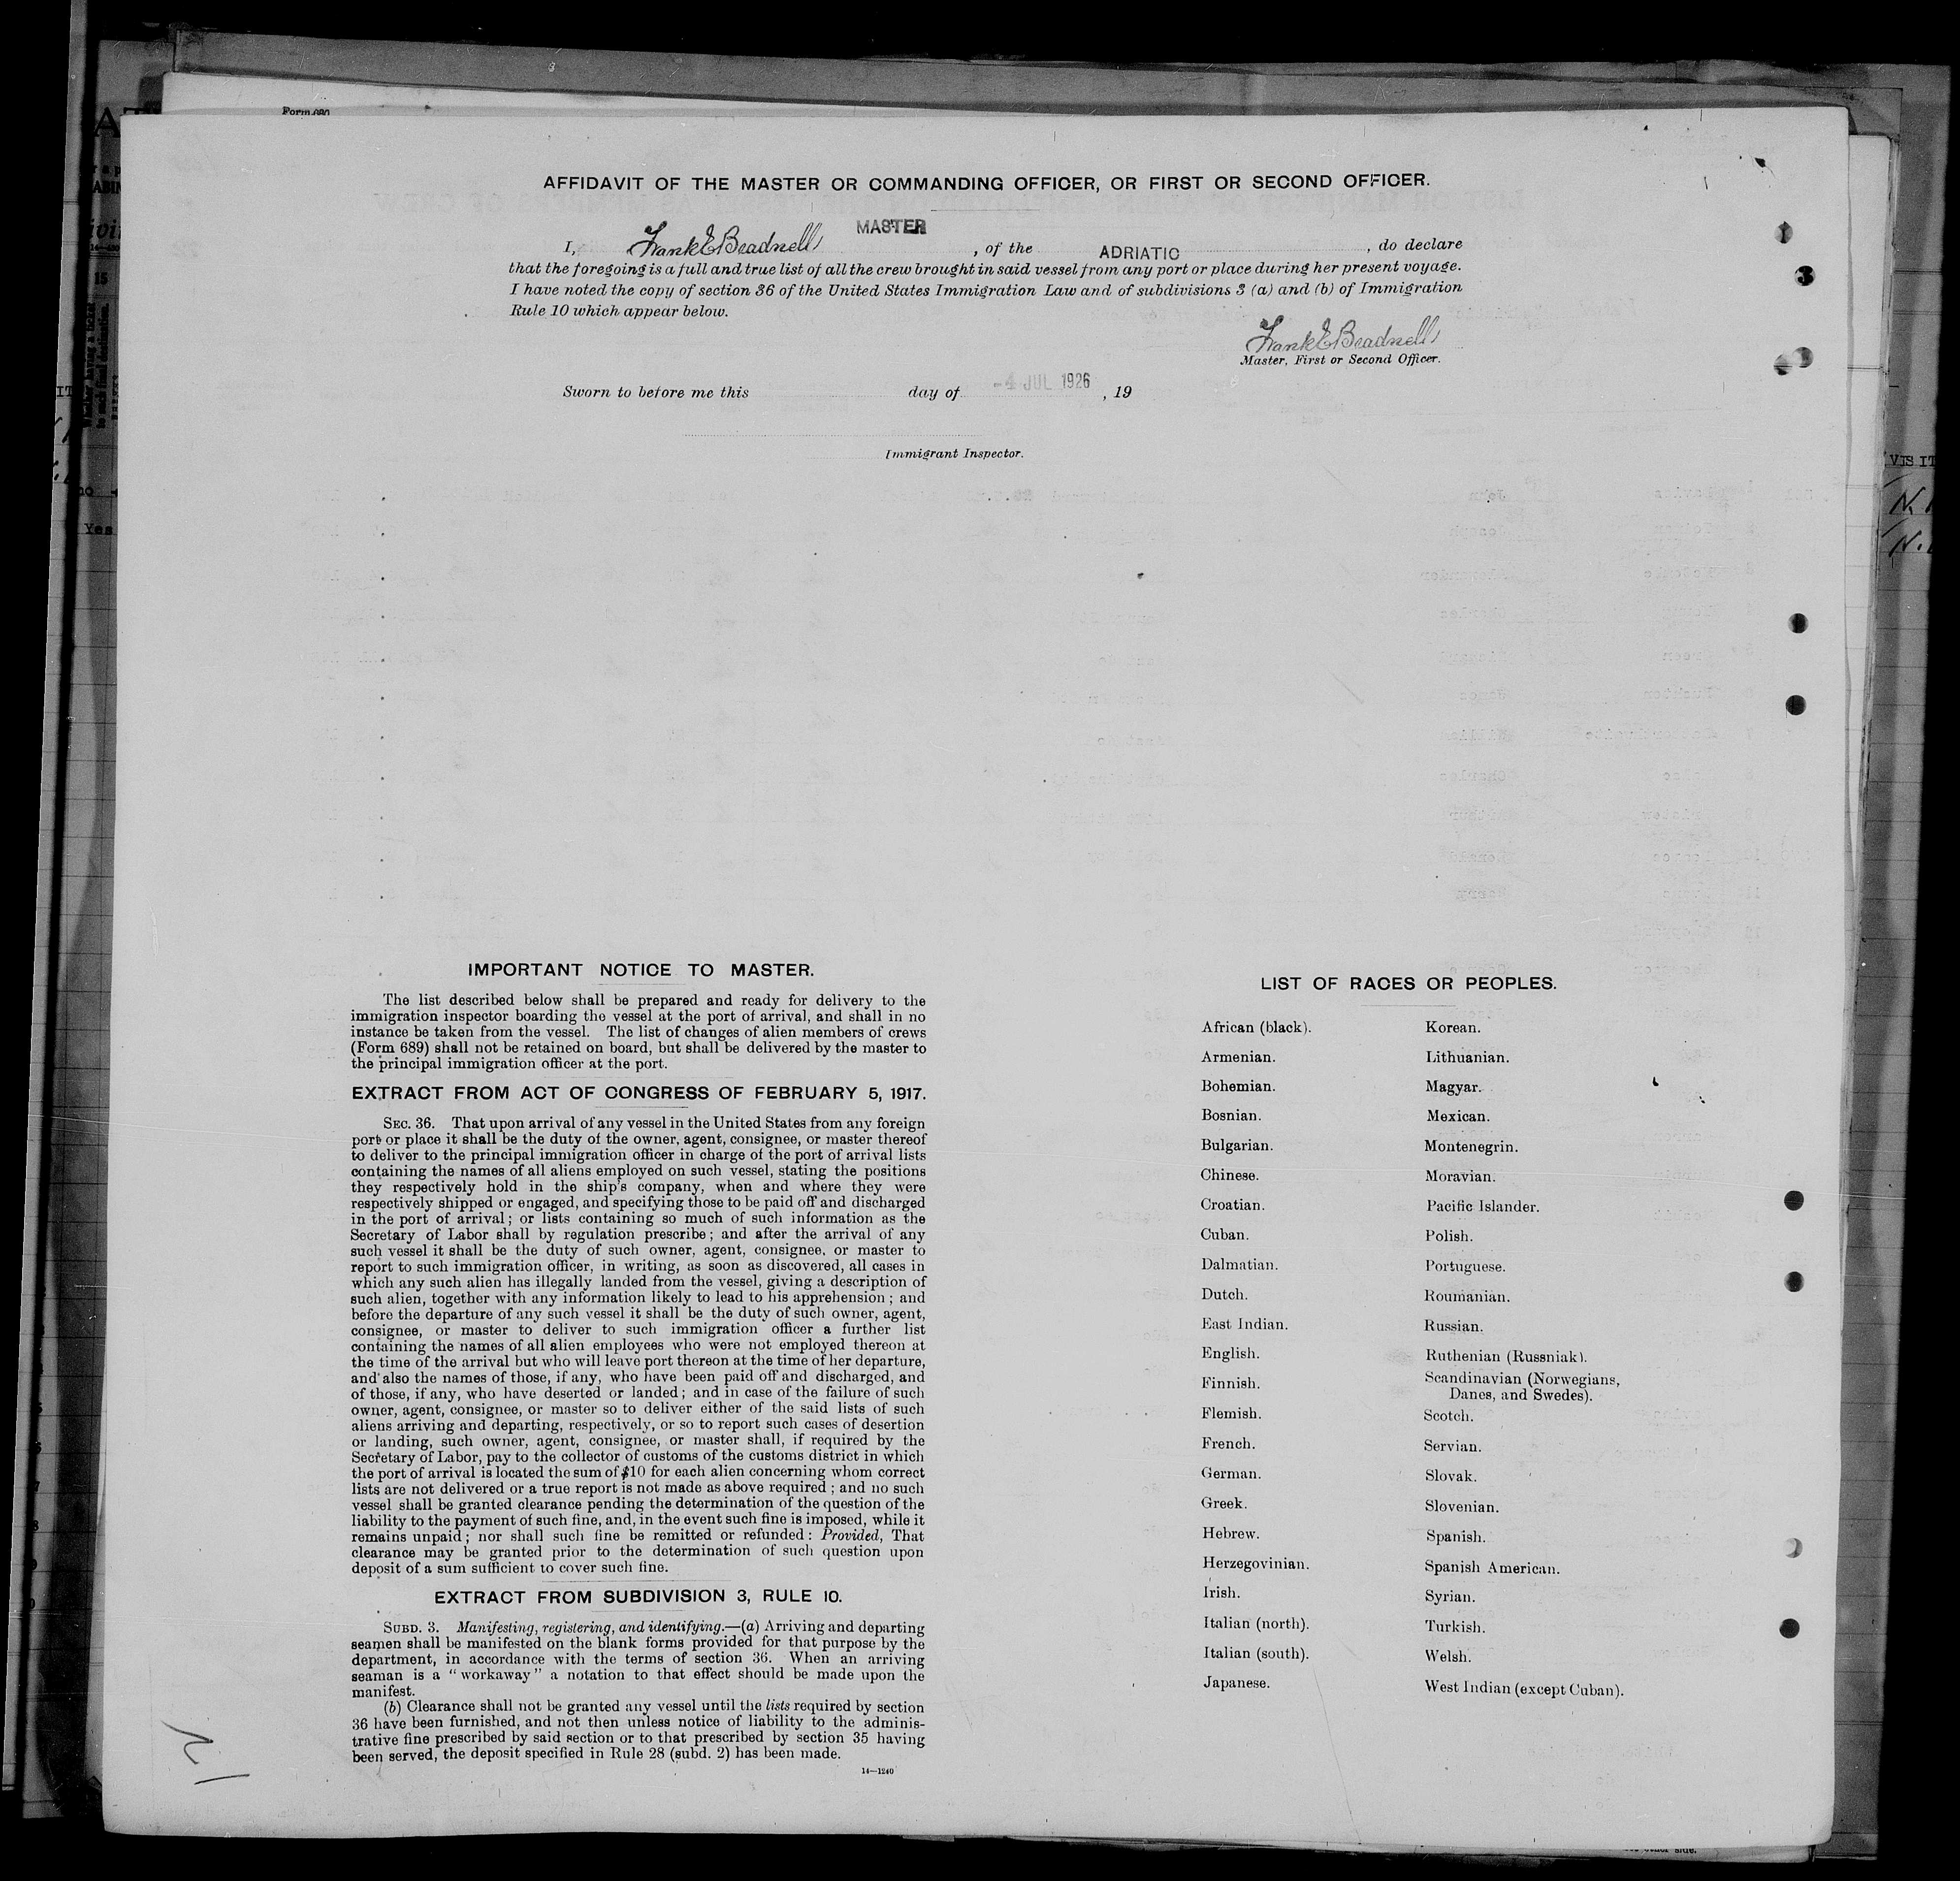 Form 690
AFFIDAVIT OF THE MASTER OR COMMANDING OFFICER, OR FIRST OR SECOND OFFICER.
MASTER
I, Frank E Beadnell , of the ADRIATIC , do declare
that the foregoing is a full and true list of all the crew brought in said vessel from any port or place during her present voyage.
I have noted the copy of section 36 of the United States Immigration Law and of subdivisions 3 (a) and (b) of Immigration
Rule 10 which appear below.
Frank E Beadnell
Master, First or Second Officer.
Sworn to before me this day of -4 JUL 1926 , 19
Immigrant Inspector.
IMPORTANT NOTICE TO MASTER.
The list described below shall be prepared and ready for delivery to the
immigration inspector boarding the vessel at the port of arrival, and shall in no
instance be taken from the vessel. The list of changes of alien members of crews
(Form 689) shall not be retained on board, but shall be delivered by the master to
the principal immigration officer at the port.
EXTRACT FROM ACT OF CONGRESS OF FEBRUARY 5, 1917.
SEC. 36. That upon arrival of any vessel in the United States from any foreign
port or place it shall be the duty of the owner, agent, consignee, or master thereof
to deliver to the principal immigration officer in charge of the port of arrival lists
containing the names of all aliens employed on such vessel, stating the positions
they respectively hold in the ship's company, when and where they were
respectively shipped or engaged, and specifying those to be paid off and discharged
in the port of arrival; or lists containing so much of such information as the
Secretary of Labor shall by regulation prescribe; and after the arrival of any
such vessel it shall be the duty of such owner, agent, consignee, or master to
report to such immigration officer, in writing, as soon as discovered, all cases in
which any such alien has illegally landed from the vessel, giving a description of
such alien, together with any information likely to lead to his apprehension; and
before the departure of any such vessel it shall be the duty of such owner, agent,
consignee, or master to deliver to such immigration officer a further list
containing the names of all alien employees who were not employed thereon at
the time of the arrival but who will leave port thereon at the time of her departure,
and also the names of those, if any, who have been paid off and discharged, and
of those, if any, who have deserted or landed; and in case of the failure of such
owner, agent, consignee, or master so to deliver either of the said lists of such
aliens arriving and departing, respectively, or so to report such cases of desertion
or landing, such owner, agent, consignee, or master shall, if required by the
Secretary of Labor, pay to the collector of customs of the customs district in which
the port of arrival is located the sum of $10 for each alien concerning whom correct
lists are not delivered or a true report is not made as above required; and no such
vessel shall be granted clearance pending the determination of the question of the
liability to the payment of such fine, and, in the event such fine is imposed, while it
remains unpaid; nor shall such fine be remitted or refunded: Provided, That
clearance may be granted prior to the determination of such question upon
deposit of a sum sufficient to cover such fine.
EXTRACT FROM SUBDIVISION 3, RULE 10.
SUBD. 3. Manifesting, registering, and identifying.—(a) Arriving and departing
seamen shall be manifested on the blank forms provided for that purpose by the
department, in accordance with the terms of section 36. When an arriving
seaman is a "workaway" a notation to that effect should be made upon the
manifest.
(b) Clearance shall not be granted any vessel until the lists required by section
36 have been furnished, and not then unless notice of liability to the adminis-
trative fine prescribed by said section or to that prescribed by section 35 having
been served, the deposit specified in Rule 28 (subd. 2) has been made.
14—1240
LIST OF RACES OR PEOPLES.
African (black). Korean.
Armenian. Lithuanian.
Bohemian. Magyar.
Bosnian. Mexican.
Bulgarian. Montenegrin.
Chinese. Moravian.
Croatian. Pacific Islander.
Cuban. Polish.
Dalmatian. Portuguese.
Dutch. Roumanian.
East Indian. Russian.
English. Ruthenian (Russniak).
Finnish. Scandinavian (Norwegians,
Danes, and Swedes).
Flemish. Scotch.
French. Servian.
German. Slovak.
Greek. Slovenian.
Hebrew. Spanish.
Herzegovinian. Spanish American.
Irish. Syrian.
Italian (north). Turkish.
Italian (south). Welsh.
Japanese. West Indian (except Cuban).
15
Yes
VISIT